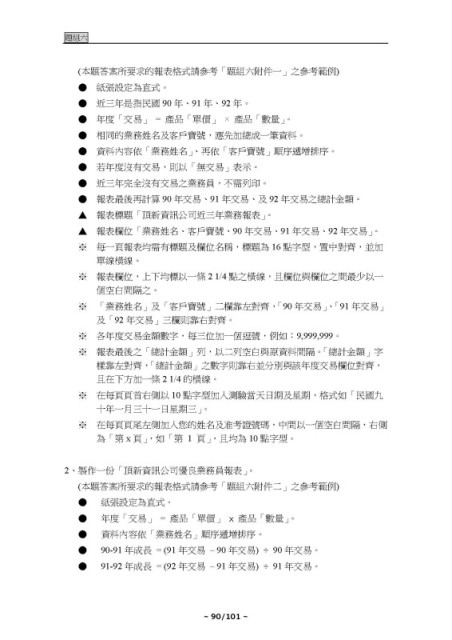 題組六
(本題答案所要求的報表格式請參考「題組六附件一」之參考範例)
● 紙張設定為直式。
● 近三年是指民國 90 年、91 年、92 年。
● 年度「交易」 = 產品「單價」 × 產品「數量」。
● 相同的業務姓名及客戶寶號，應先加總成一筆資料。
● 資料內容依「業務姓名」、再依「客戶寶號」順序遞增排序。
● 若年度沒有交易，則以「無交易」表示。
● 近三年完全沒有交易之業務員，不需列印。
● 報表最後再計算 90 年交易、91 年交易、及 92 年交易之總計金額。
▲ 報表標題「頂新資訊公司近三年業務報表」。
▲ 報表欄位「業務姓名、客戶寶號、90 年交易、91 年交易、92 年交易」。
※ 每一頁報表均需有標題及欄位名稱，標題為 16 點字型，置中對齊，並加
單線橫線。
※ 報表欄位，上下均標以一條 2 1/4 點之橫線，且欄位與欄位之間最少以一
個空白間隔之。
※ 「業務姓名」及「客戶寶號」二欄靠左對齊，「90 年交易」、「91 年交易」
及「92 年交易」三欄則靠右對齊。
※ 各年度交易金額數字，每三位加一個逗號，例如：9,999,999。
※ 報表最後之「總計金額」列，以二列空白與原資料間隔。「總計金額」字
樣靠左對齊，「總計金額」之數字則靠右並分別與該年度交易欄位對齊，
且在下方加一條 2 1/4 的橫線。
※ 在每頁頁首右側以 10 點字型加入測驗當天日期及星期，格式如「民國九
十年一月三十一日星期三」。
※ 在每頁頁尾左側加入您的姓名及准考證號碼，中間以一個空白間隔，右側
為「第 x 頁」，如「第 1 頁」，且均為 10 點字型。
2、製作一份「頂新資訊公司優良業務員報表」。
(本題答案所要求的報表格式請參考「題組六附件二」之參考範例)
● 紙張設定為直式。
● 年度「交易」 = 產品「單價」 x 產品「數量」。
● 資料內容依「業務姓名」順序遞增排序。
● 90-91 年成長 = (91 年交易 – 90 年交易) ÷ 90 年交易。
● 91-92 年成長 = (92 年交易 – 91 年交易) ÷ 91 年交易。
~ 90/101 ~